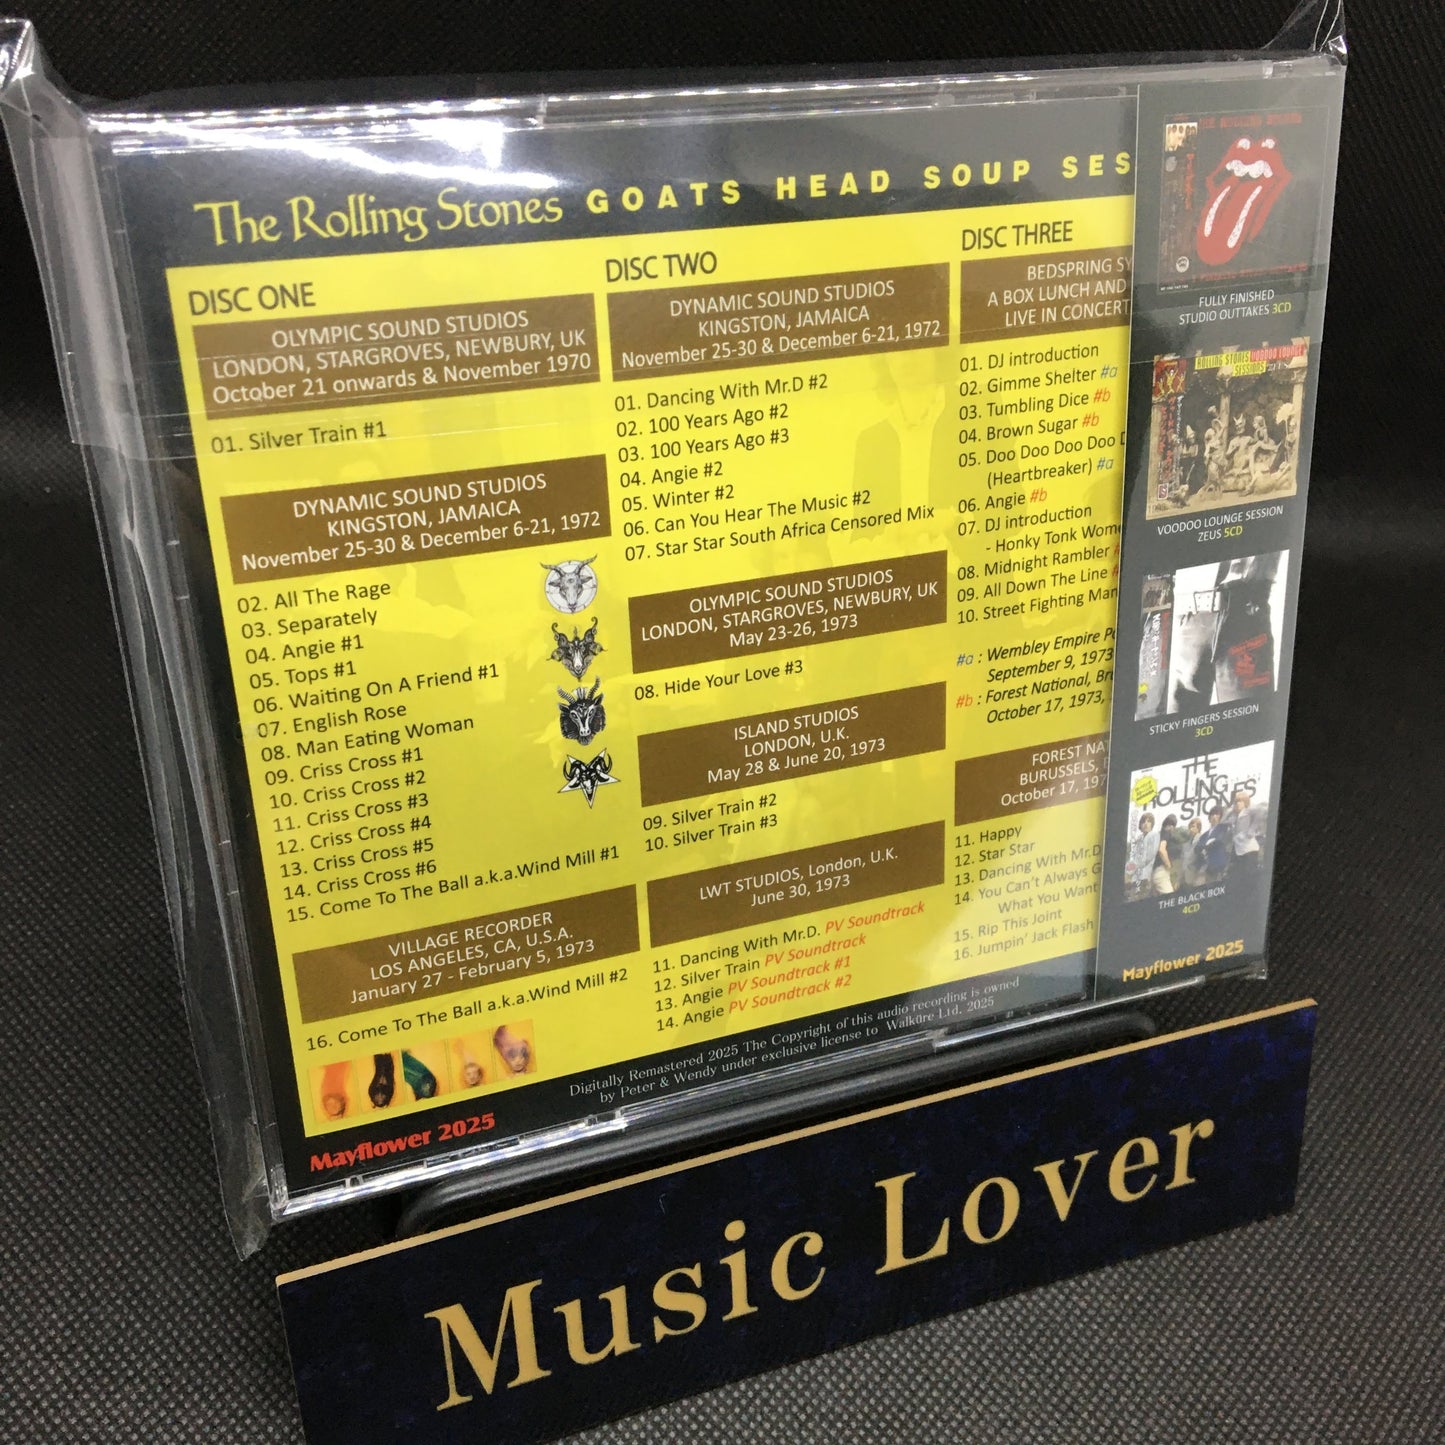 The Rolling Stones GOATS HEAD SOUP SES
DISC ONE
OLYMPIC SOUND STUDIOS
LONDON, STARGROVES, NEWBURY, UK
October 21 onwards & November 1970
01. Silver Train #1
DYNAMIC SOUND STUDIOS
KINGSTON, JAMAICA
November 25-30 & December 6-21, 1972
02. All The Rage
03. Separately
04. Angie #1
05. Tops #1
06. Waiting On A Friend #1
07. English Rose
08. Man Eating Woman
09. Criss Cross #1
10. Criss Cross #2
11. Criss Cross #3
12. Criss Cross #4
13. Criss Cross #5
14. Criss Cross #6
15. Come To The Ball a.k.a.Wind Mill #1
VILLAGE RECORDER
LOS ANGELES, CA, U.S.A.
January 27 - February 5, 1973
16. Come To The Ball a.k.a.Wind Mill #2
Mayflower 2025
DISC TWO
DYNAMIC SOUND STUDIOS
KINGSTON, JAMAICA
November 25-30 & December 6-21, 1972
01. Dancing With Mr.D #2
02. 100 Years Ago #2
03. 100 Years Ago #3
04. Angie #2
05. Winter #2
06. Can You Hear The Music #2
07. Star Star South Africa Censored Mix
OLYMPIC SOUND STUDIOS
LONDON, STARGROVES, NEWBURY, UK
May 23-26, 1973
08. Hide Your Love #3
ISLAND STUDIOS
LONDON, U.K.
May 28 & June 20, 1973
09. Silver Train #2
10. Silver Train #3
LWT STUDIOS, London, U.K.
June 30, 1973
11. Dancing With Mr.D. PV Soundtrack
12. Silver Train PV Soundtrack
13. Angie PV Soundtrack #1
14. Angie PV Soundtrack #2
DISC THREE
BEDSPRING SY
A BOX LUNCH AND
LIVE IN CONCERT
01. DJ introduction
02. Gimme Shelter #a
03. Tumbling Dice #b
04. Brown Sugar #b
05. Doo Doo Doo Doo D
(Heartbreaker) #a
06. Angie #b
07. DJ introduction
- Honky Tonk Wome
08. Midnight Rambler
09. All Down The Line #
10. Street Fighting Man
#a : Wembley Empire Po
September 9, 1973
#b : Forest National, Bru
October 17, 1973,
FOREST NAT
BURUSSELS,
October 17, 197
11. Happy
12. Star Star
13. Dancing With Mr.D
14. You Can't Always G
What You Want
15. Rip This Joint
16. Jumpin' Jack Flash
Digitally Remastered 2025 The Copyright of this audio recording is owned
by Peter & Wendy under exclusive license to Walküre Ltd. 2025
FULLY FINISHED
STUDIO OUTTAKES 3CD
ROLLING STONES VOODOO LOUNGE
SESSIONS
VOODOO LOUNGE SESSION
ZEUS 5CD
STICKY FINGERS SESSION
3CD
THE
ROLLING
STONES
THE BLACK BOX
4CD
Mayflower 2025
Music Lover